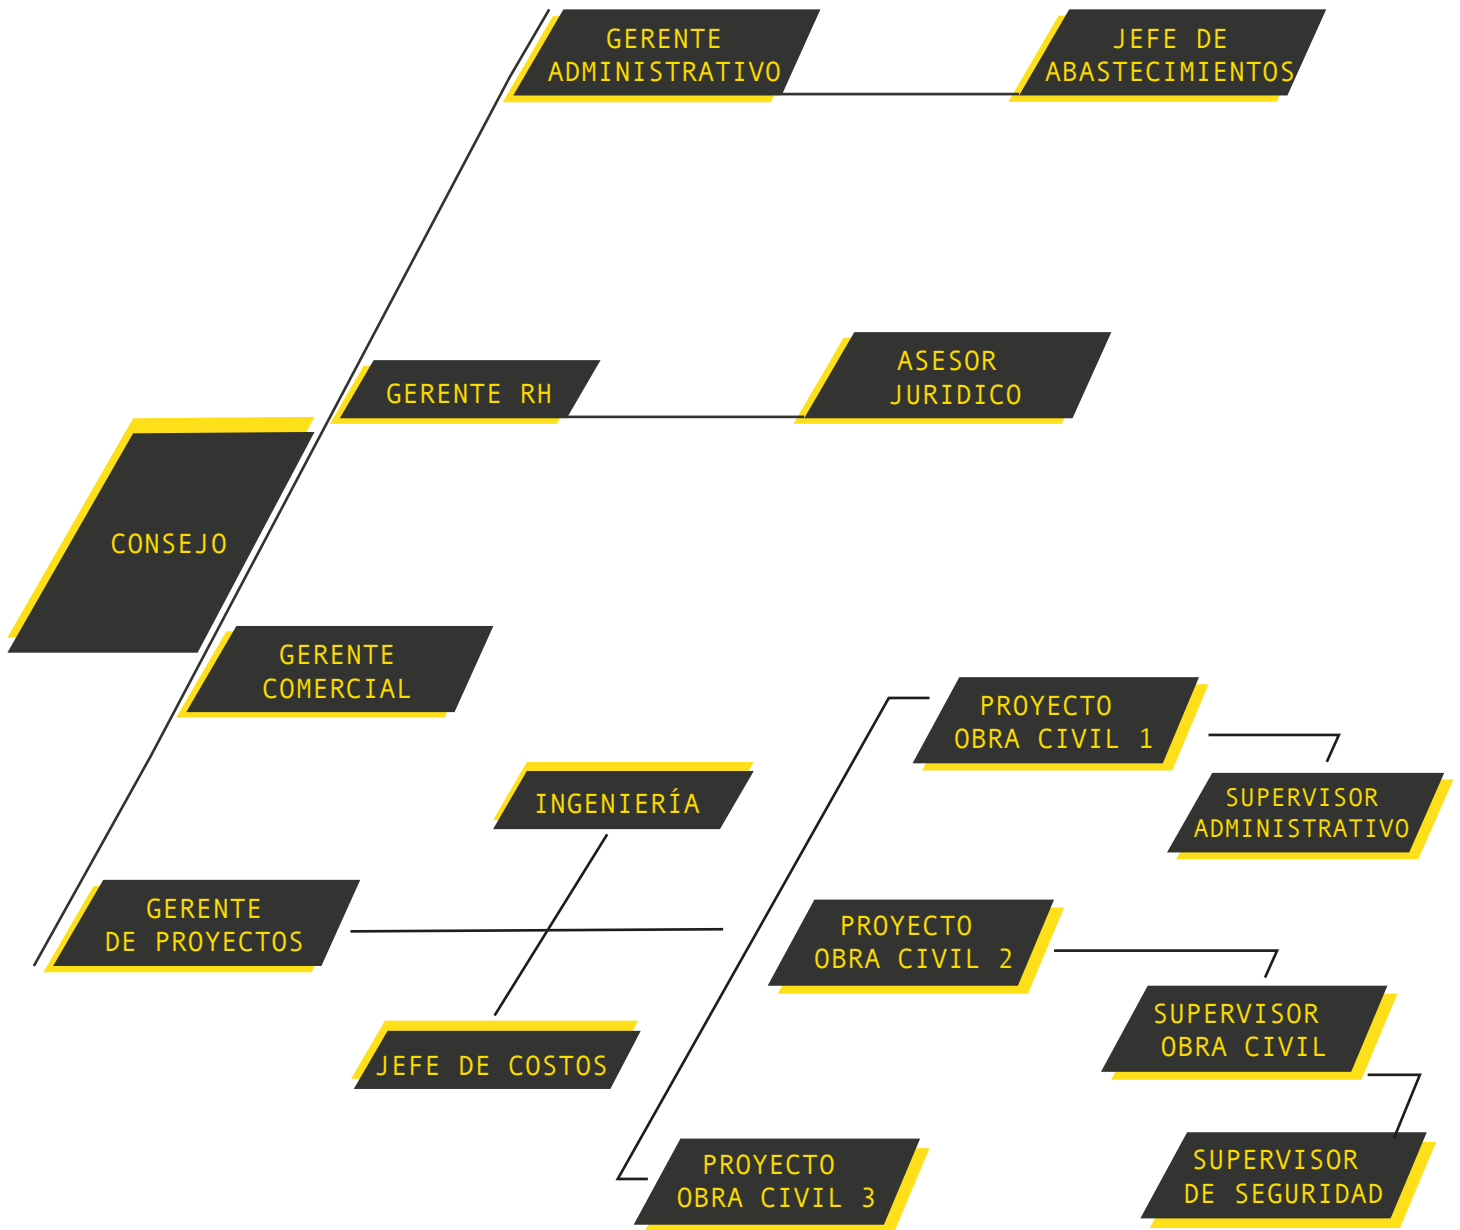 GERENTE
ADMINISTRATIVO
JEFE DE
ABASTECIMIENTOS
GERENTE RH
ASESOR
JURIDICO
CONSEJO
GERENTE
COMERCIAL
GERENTE
DE PROYECTOS
INGENIERÍA
JEFE DE COSTOS
PROYECTO
OBRA CIVIL 1
SUPERVISOR
ADMINISTRATIVO
PROYECTO
OBRA CIVIL 2
SUPERVISOR
OBRA CIVIL
PROYECTO
OBRA CIVIL 3
SUPERVISOR
DE SEGURIDAD